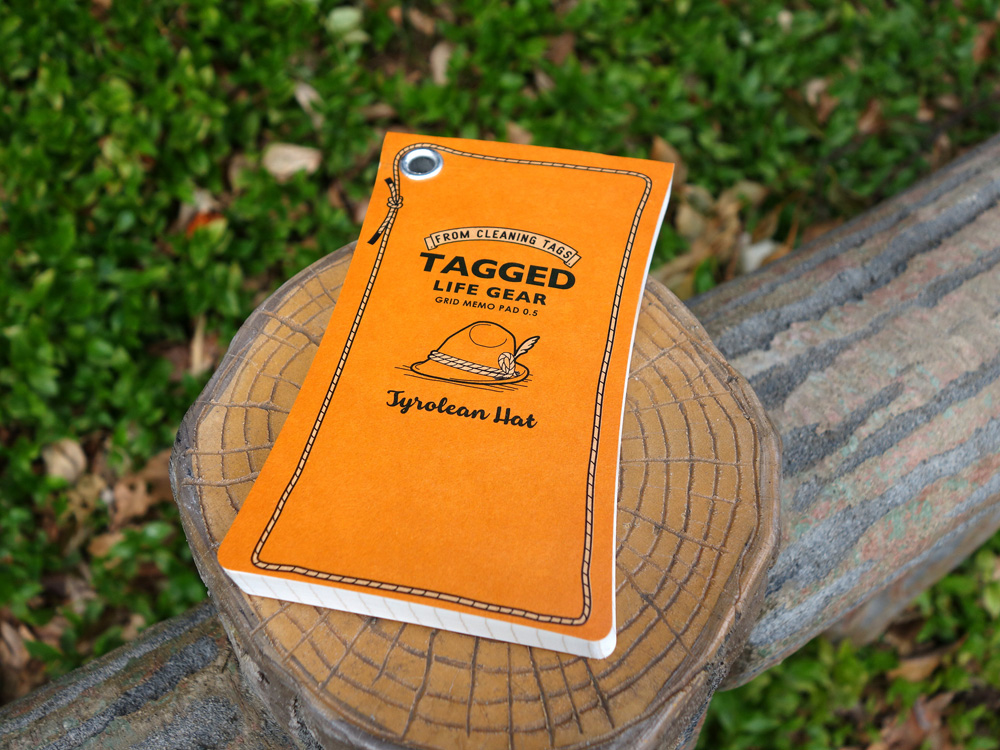 FROM CLEANING TAGS
TAGGED
LIFE GEAR
GRID MEMO PAD 0.5
Tyrolean Hat